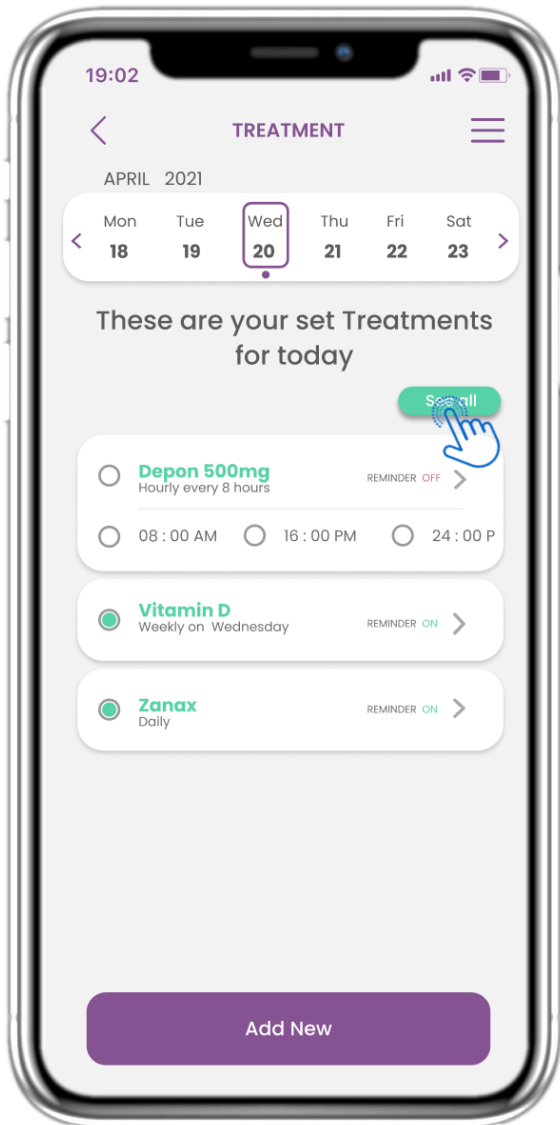 19:02
TREATMENT
APRIL 2021
Mon Tue Wed Thu Fri Sat
18 19 20 21 22 23
These are your set Treatments
for today
See all
Depon 500mg
Hourly every 8 hours
REMINDER OFF
08 : 00 AM 16 : 00 PM 24 : 00 P
Vitamin D
Weekly on Wednesday
REMINDER ON
Zanax
Daily
REMINDER ON
Add New